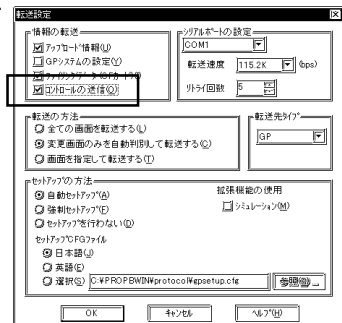 転送設定
情報の転送
アップロード情報(U)
GPシステムの設定(Y)
コントロールの送信(O)
シリアルポートの設定
COM1
転送速度 115.2K (bps)
リトライ回数 5
転送の方法
全ての画面を転送する(L)
変更画面のみを自動判別して転送する(C)
画面を指定して転送する(T)
転送先タイプ
GP
セットアップの方法
自動セットアップ(A)
強制セットアップ(F)
セットアップを行わない(D)
セットアップCFGファイル
日本語(J)
英語(E)
選択(S) C:¥PROPBWIN¥protocol¥gpsetup.cfg
拡張機能の使用
シミュレーション(M)
OK キャンセル ヘルプ(H)